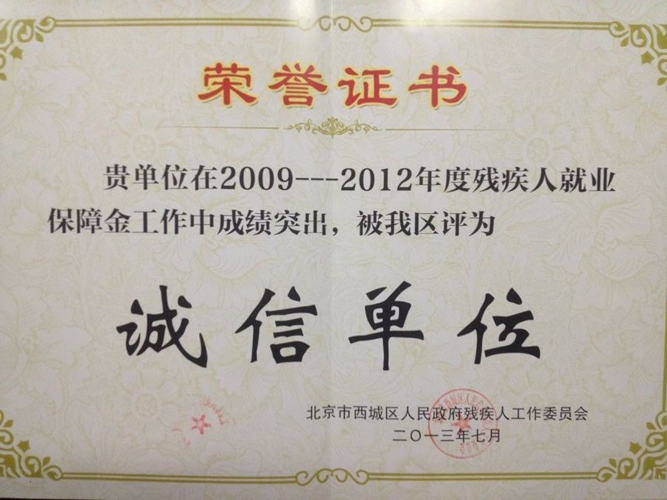 荣誉证书
贵单位在2009---2012年度残疾人就业
保障金工作中成绩突出，被我区评为
诚信单位
北京市西城区人民政府残疾人工作委员会
二〇一三年七月